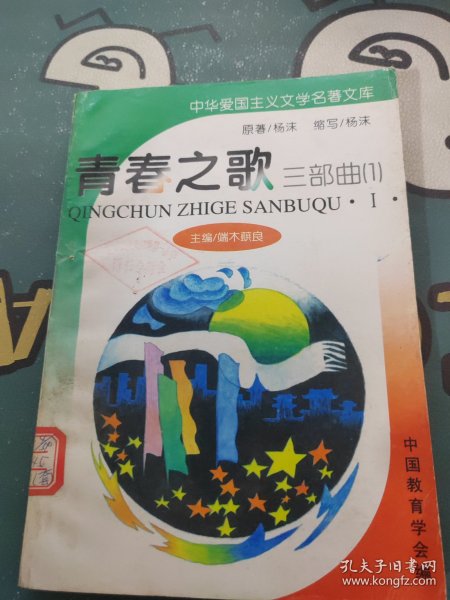 中华爱国主义文学名著文库
原著/杨沫 缩写/杨沫
青春之歌 三部曲(1)
QINGCHUN ZHIGE SANBUQU·I·
主编/端木蕻良
中国教育学会编
孔夫子旧书网
www.kongfz.com